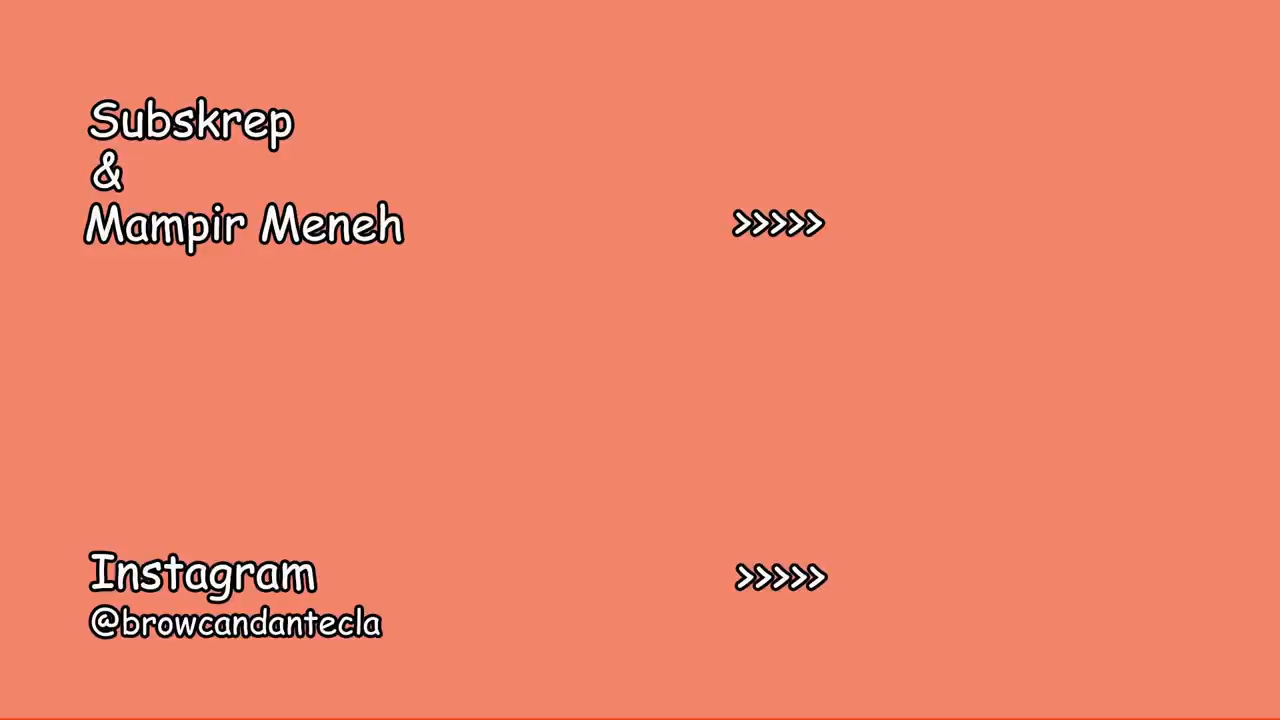 Subskrep
&
Mampir Meneh
>>>>>
Instagram
@browcandantecla
>>>>>